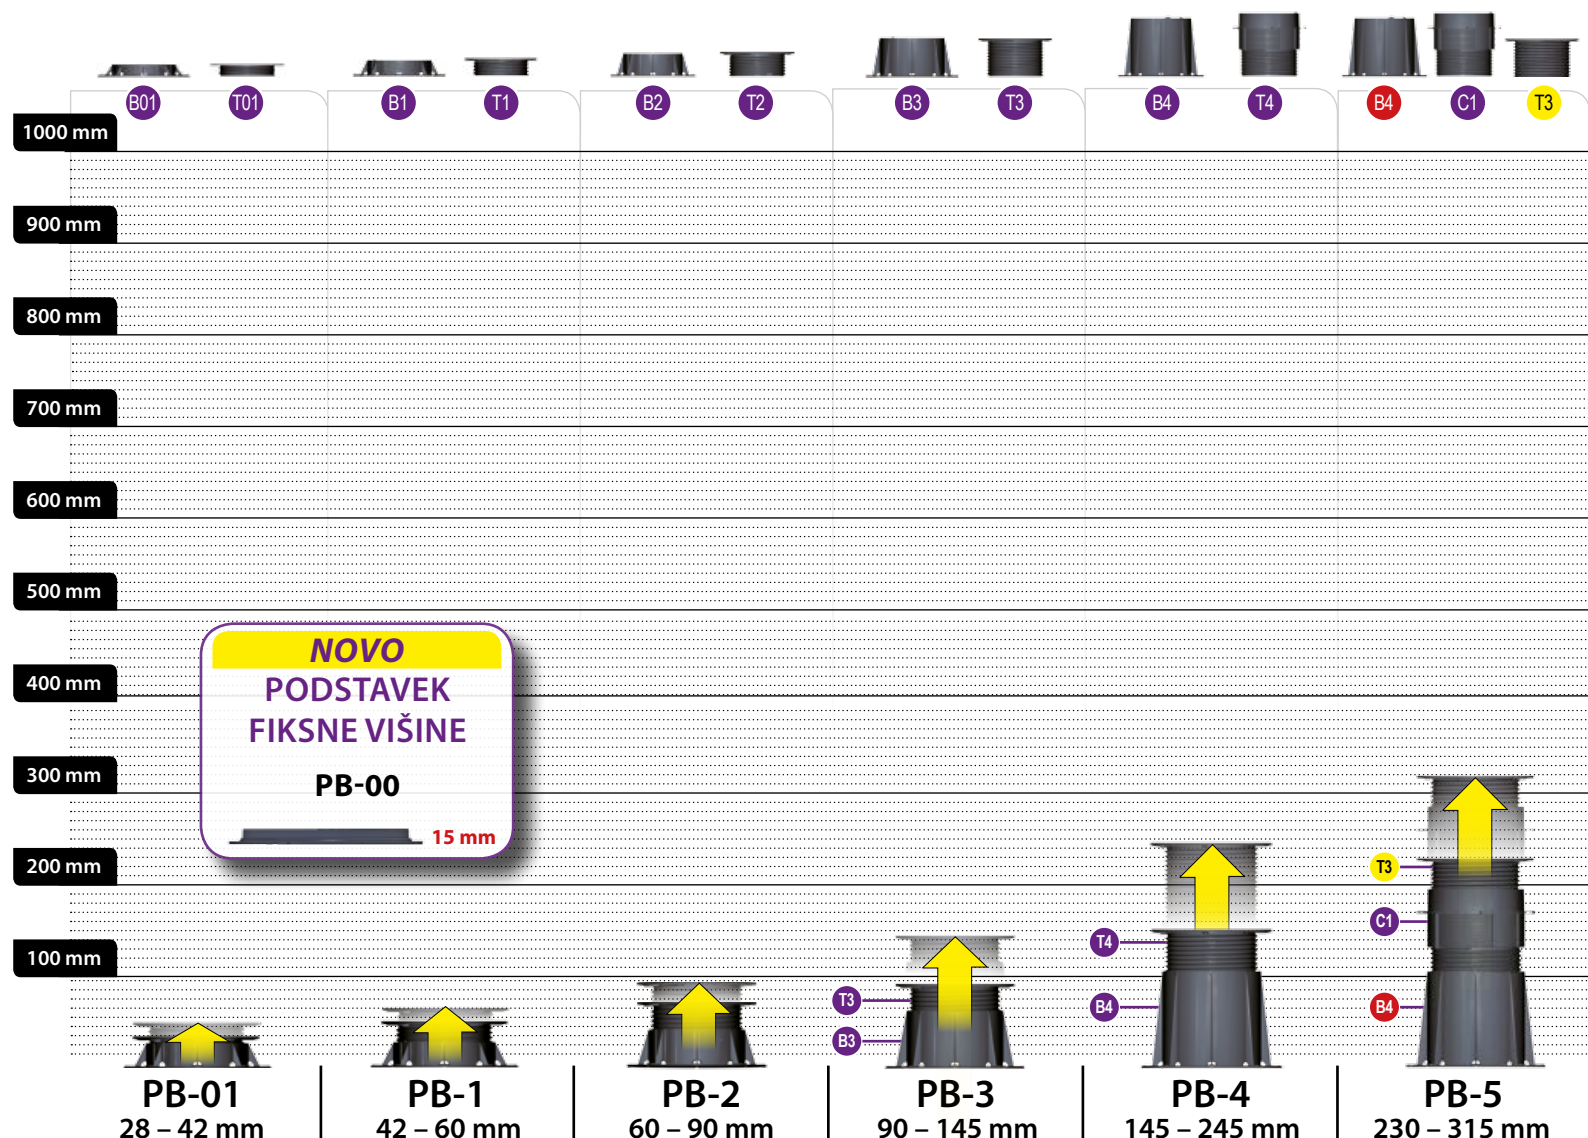 B01 T01 B1 T1 B2 T2 B3 T3 B4 T4 B4 C1 T3
1000 mm
900 mm
800 mm
700 mm
600 mm
500 mm
400 mm
300 mm
200 mm
100 mm
NOVO
PODSTAVEK
FIKSNE VIŠINE
PB-00
15 mm
T3
B3
T4
B4
T3
C1
B4
PB-01 PB-1 PB-2 PB-3 PB-4 PB-5
28 – 42 mm 42 – 60 mm 60 – 90 mm 90 – 145 mm 145 – 245 mm 230 – 315 mm